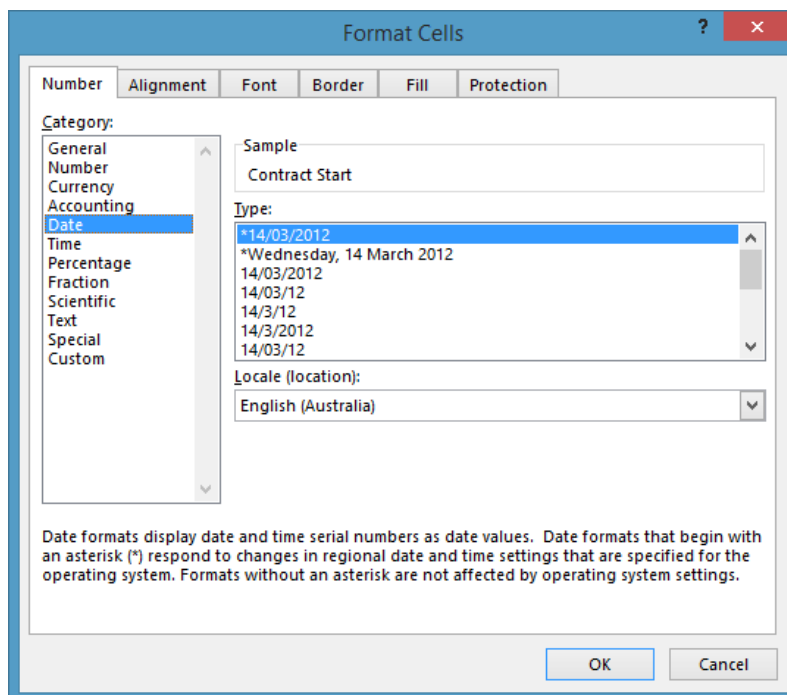 Format Cells
?
Number
Alignment
Font
Border
Fill
Protection
Category:
General
Number
Currency
Accounting
Date
Time
Percentage
Fraction
Scientific
Text
Special
Custom
Sample
Contract Start
Type:
*14/03/2012
*Wednesday, 14 March 2012
14/03/2012
14/03/12
14/3/12
14/3/2012
14/03/12
Locale (location):
English (Australia)
Date formats display date and time serial numbers as date values.  Date formats that begin with
an asterisk (*) respond to changes in regional date and time settings that are specified for the
operating system. Formats without an asterisk are not affected by operating system settings.
OK
Cancel